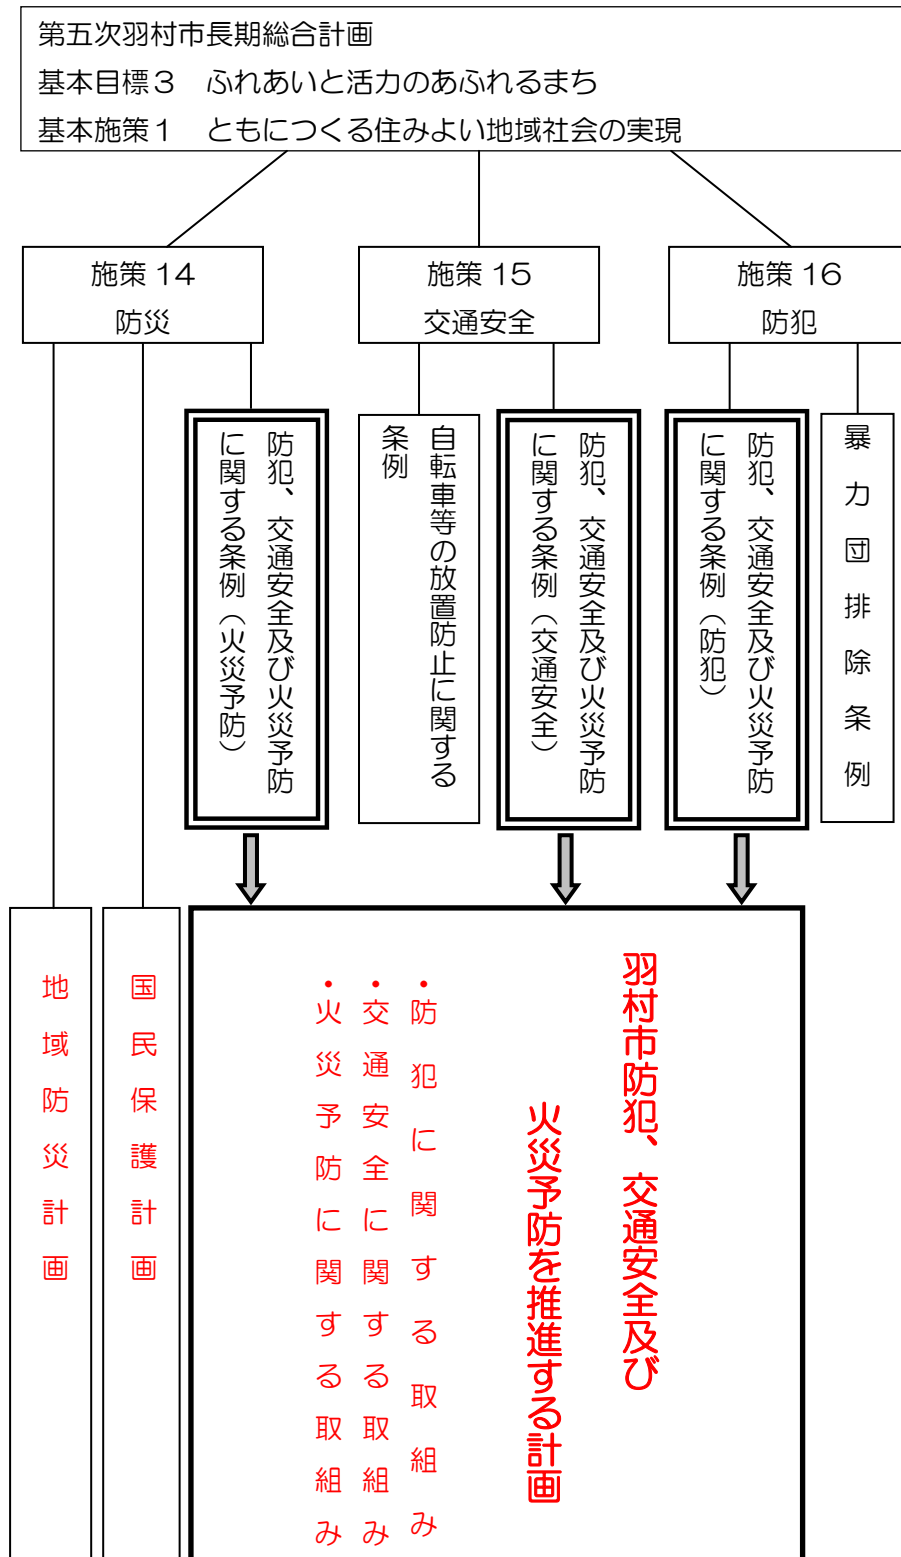 第五次羽村市長期総合計画
基本目標３　ふれあいと活力のあふれるまち
基本施策１　ともにつくる住みよい地域社会の実現
施策 14
防災
施策 15
交通安全
施策 16
防犯
防犯、交通安全及び火災予防
に関する条例（火災予防）
自転車等の放置防止に関する
条例
防犯、交通安全及び火災予防
に関する条例（交通安全）
防犯、交通安全及び火災予防
に関する条例（防犯）
暴力団排除条例
地域防災計画
国民保護計画
羽村市防犯、交通安全及び
火災予防を推進する計画
・防犯に関する取組み
・交通安全に関する取組み
・火災予防に関する取組み